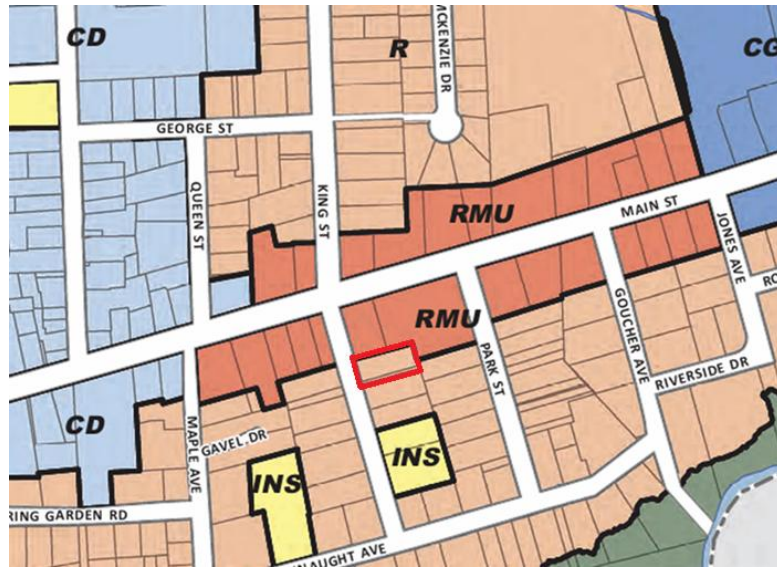 CD
R
MCKENZIE DR
CG
GEORGE ST
QUEEN ST
KING ST
RMU
MAIN ST
JONES AVE
RMU
PARK ST
GOUCHER AVE
RIVERSIDE DR
CD
MAPLE AVE
GAVEL DR
INS
INS
RING GARDEN RD
NAUGHT AVE